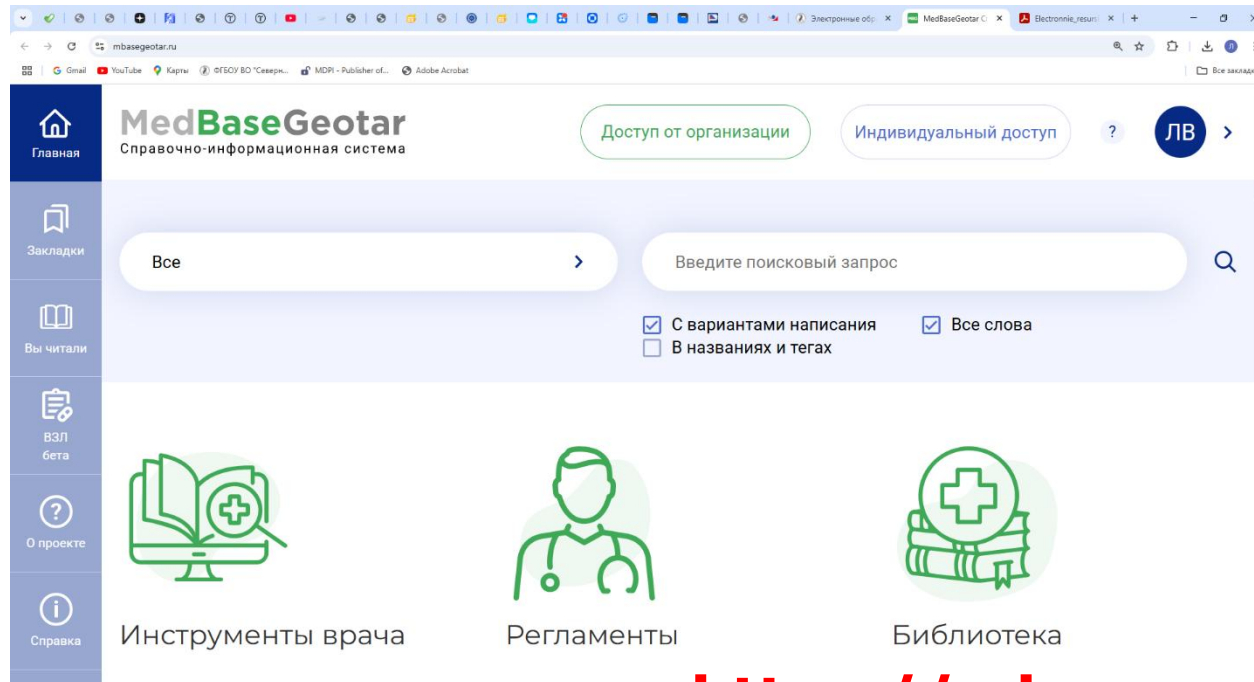 Электронные обр
MedBaseGeotar С
Electronnie_resurs
mbasegeotar.ru
Gmail
YouTube
Карты
ФГБОУ ВО "Северн...
MDPI - Publisher of...
Adobe Acrobat
Все закладк
Главная
MedBaseGeotar
Справочно-информационная система
Доступ от организации
Индивидуальный доступ
?
ЛВ
Закладки
Все
Введите поисковый запрос
С вариантами написания
Все слова
В названиях и тегах
Вы читали
ВЗЛ
бета
О проекте
Справка
Инструменты врача
Регламенты
Библиотека